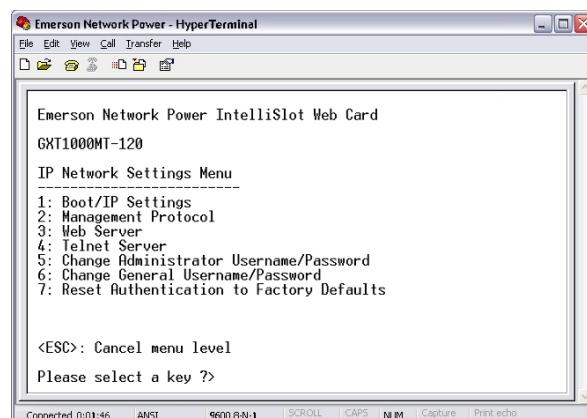 Emerson Network Power - HyperTerminal
File Edit View Call Transfer Help
Emerson Network Power IntelliSlot Web Card
GXT1000MT-120
IP Network Settings Menu
--------------------------
1: Boot/IP Settings
2: Management Protocol
3: Web Server
4: Telnet Server
5: Change Administrator Username/Password
6: Change General Username/Password
7: Reset Authentication to Factory Defaults
<ESC>: Cancel menu level
Please select a key ?>
Connected 0:01:46 ANSI 9600 8-N-1 SCROLL CAPS NUM Capture Print echo